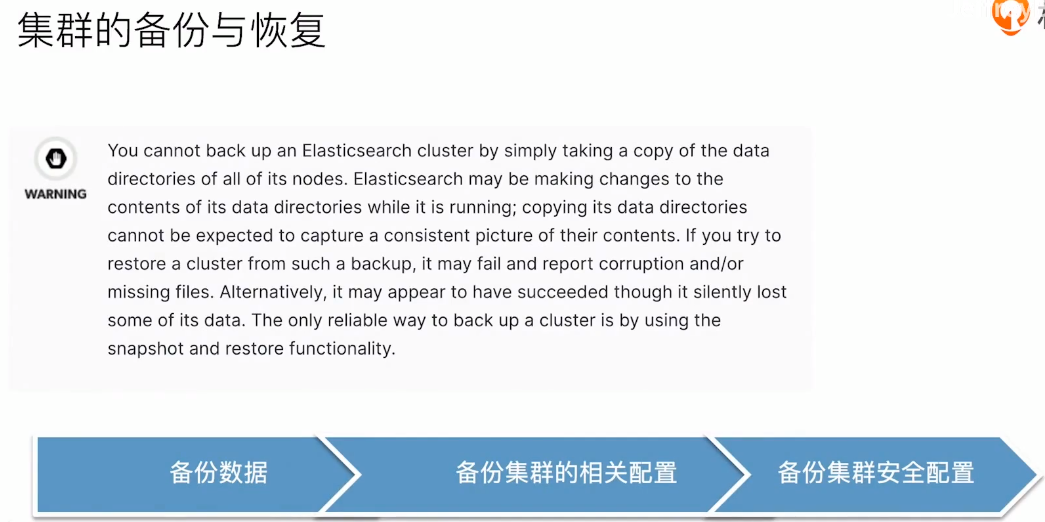 集群的备份与恢复
WARNING
You cannot back up an Elasticsearch cluster by simply taking a copy of the data
directories of all of its nodes. Elasticsearch may be making changes to the
contents of its data directories while it is running; copying its data directories
cannot be expected to capture a consistent picture of their contents. If you try to
restore a cluster from such a backup, it may fail and report corruption and/or
missing files. Alternatively, it may appear to have succeeded though it silently lost
some of its data. The only reliable way to back up a cluster is by using the
snapshot and restore functionality.
备份数据
备份集群的相关配置
备份集群安全配置